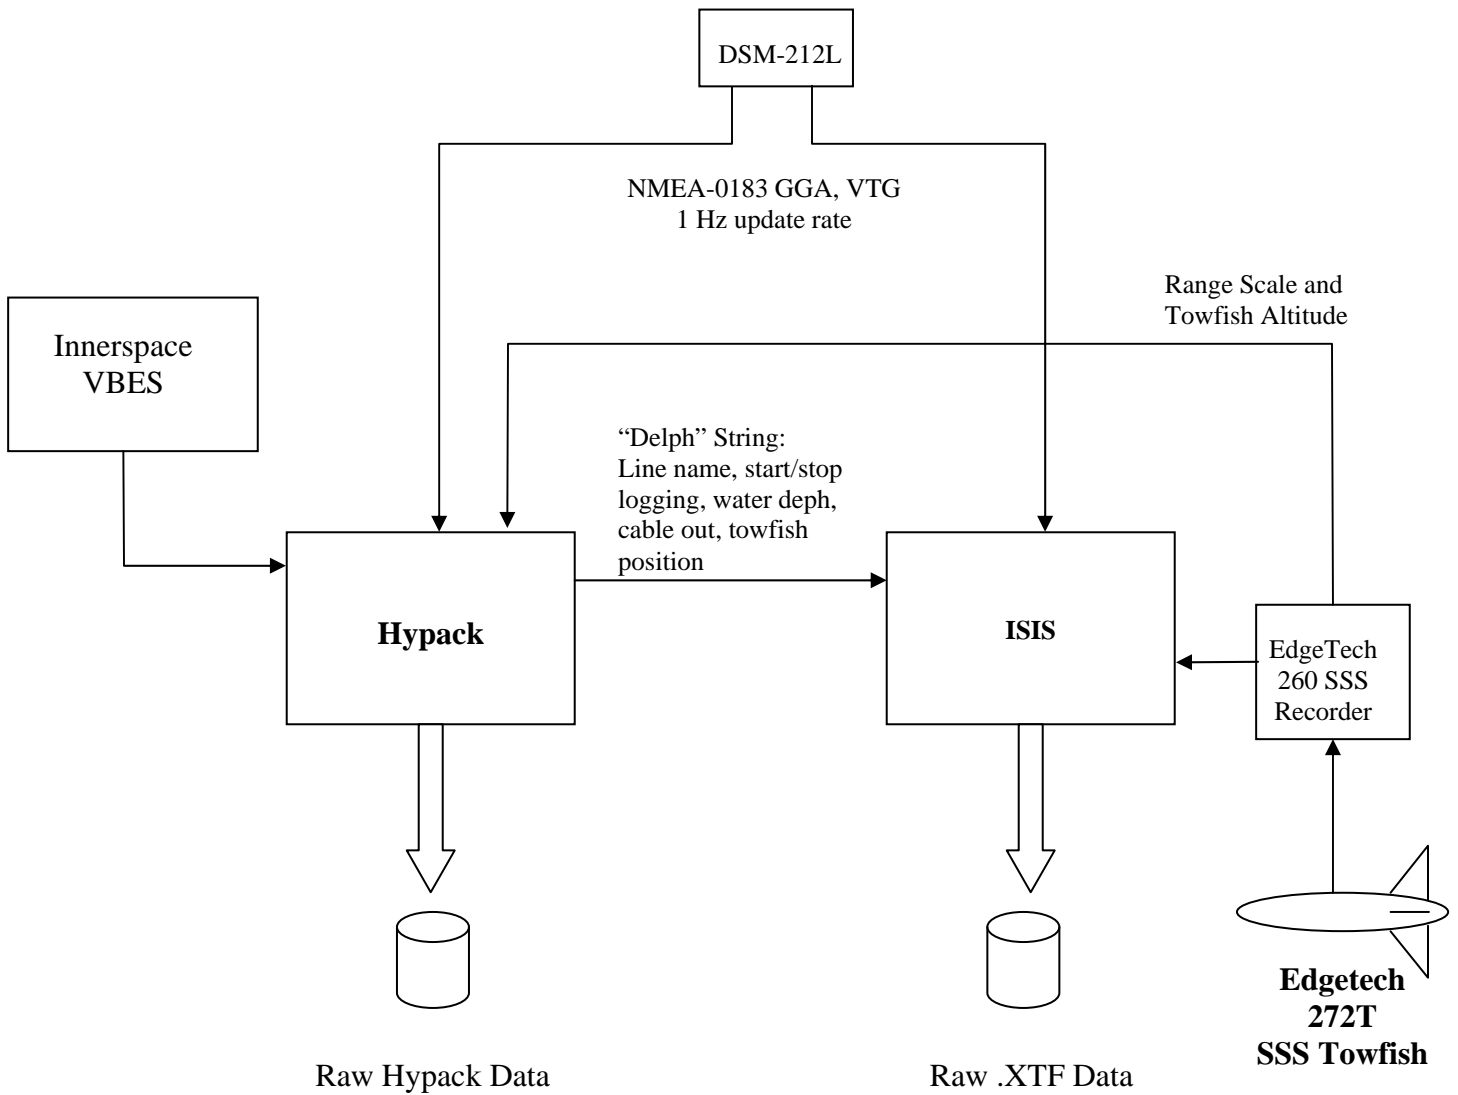 DSM-212L
NMEA-0183 GGA, VTG
1 Hz update rate
Range Scale and
Towfish Altitude
Innerspace
VBES
“Delph” String:
Line name, start/stop
logging, water deph,
cable out, towfish
position
Hypack
ISIS
EdgeTech
260 SSS
Recorder
Edgetech
272T
SSS Towfish
Raw Hypack Data
Raw .XTF Data